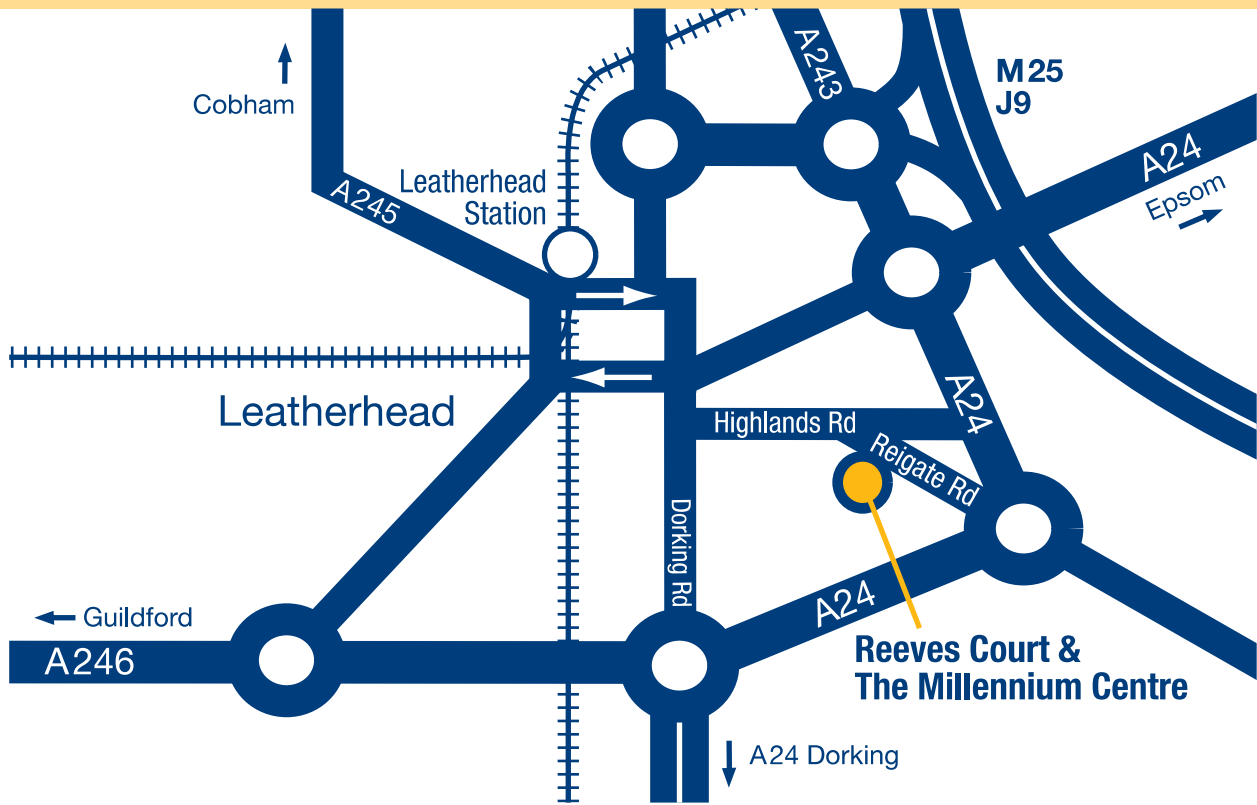 A243
M25
J9
Cobham
A24
Epsom
Leatherhead
Station
A245
Leatherhead
A24
Highlands Rd
Reigate Rd
Dorking Rd
Guildford
A24
A246
Reeves Court &
The Millennium Centre
A24 Dorking